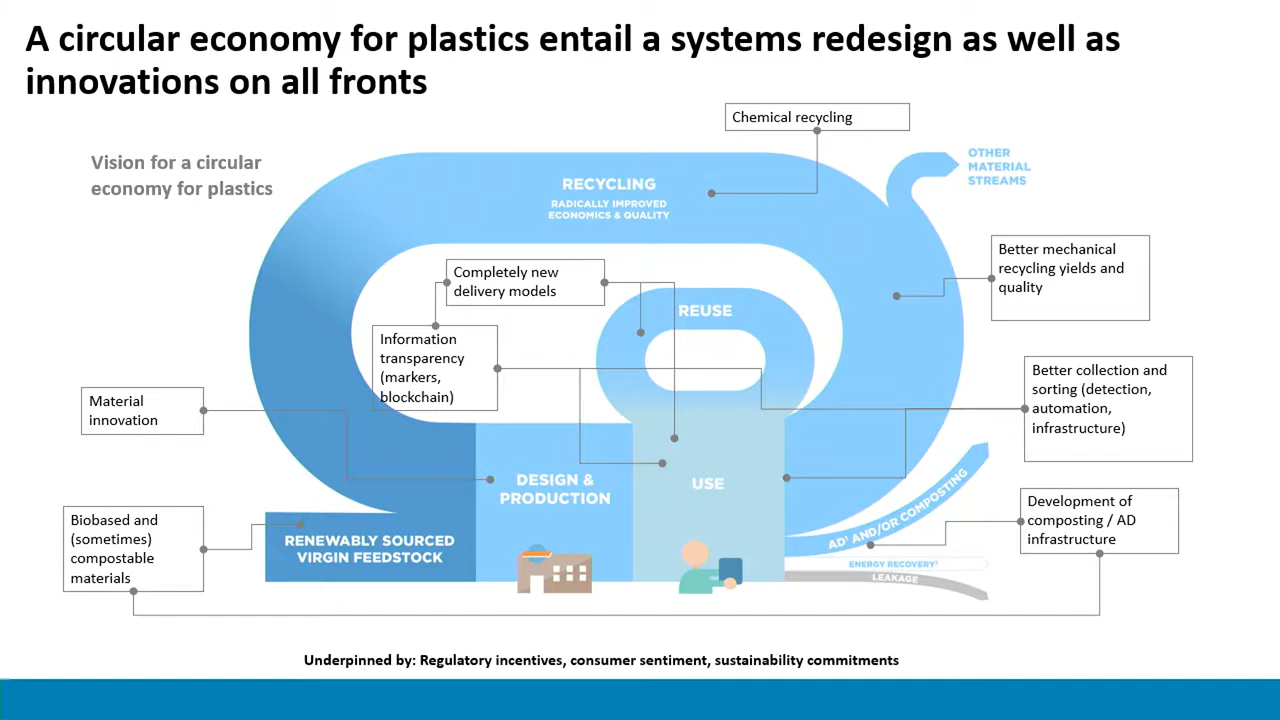 A circular economy for plastics entail a systems redesign as well as
innovations on all fronts
Chemical recycling
Vision for a circular
economy for plastics
OTHER
MATERIAL
STREAMS
RECYCLING
RADICALLY IMPROVED
ECONOMICS & QUALITY
Better mechanical
recycling yields and
quality
Completely new
delivery models
REUSE
Information
transparency
(markers,
blockchain)
Better collection and
sorting (detection,
automation,
infrastructure)
Material
innovation
DESIGN &
PRODUCTION
USE
AD¹ AND/OR COMPOSTING
Development of
composting / AD
infrastructure
Biobased and
(sometimes)
compostable
materials
RENEWABLY SOURCED
VIRGIN FEEDSTOCK
ENERGY RECOVERY²
LEAKAGE
Underpinned by: Regulatory incentives, consumer sentiment, sustainability commitments